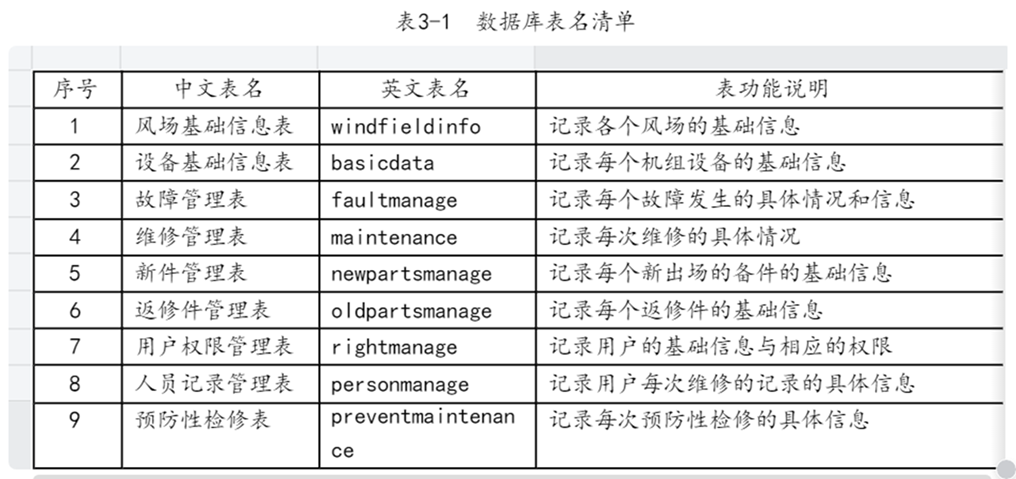 表3-1 数据库表名清单
序号 中文表名 英文表名 表功能说明
1 风场基础信息表 windfieldinfo 记录各个风场的基础信息
2 设备基础信息表 basicdata 记录每个机组设备的基础信息
3 故障管理表 faultmanage 记录每个故障发生的具体情况和信息
4 维修管理表 maintenance 记录每次维修的具体情况
5 新件管理表 newpartsmanage 记录每个新出场的备件的基础信息
6 返修件管理表 oldpartsmanage 记录每个返修件的基础信息
7 用户权限管理表 rightmanage 记录用户的基础信息与相应的权限
8 人员记录管理表 personmanage 记录用户每次维修的记录的具体信息
9 预防性检修表 preventmaintenan 记录每次预防性检修的具体信息
ce